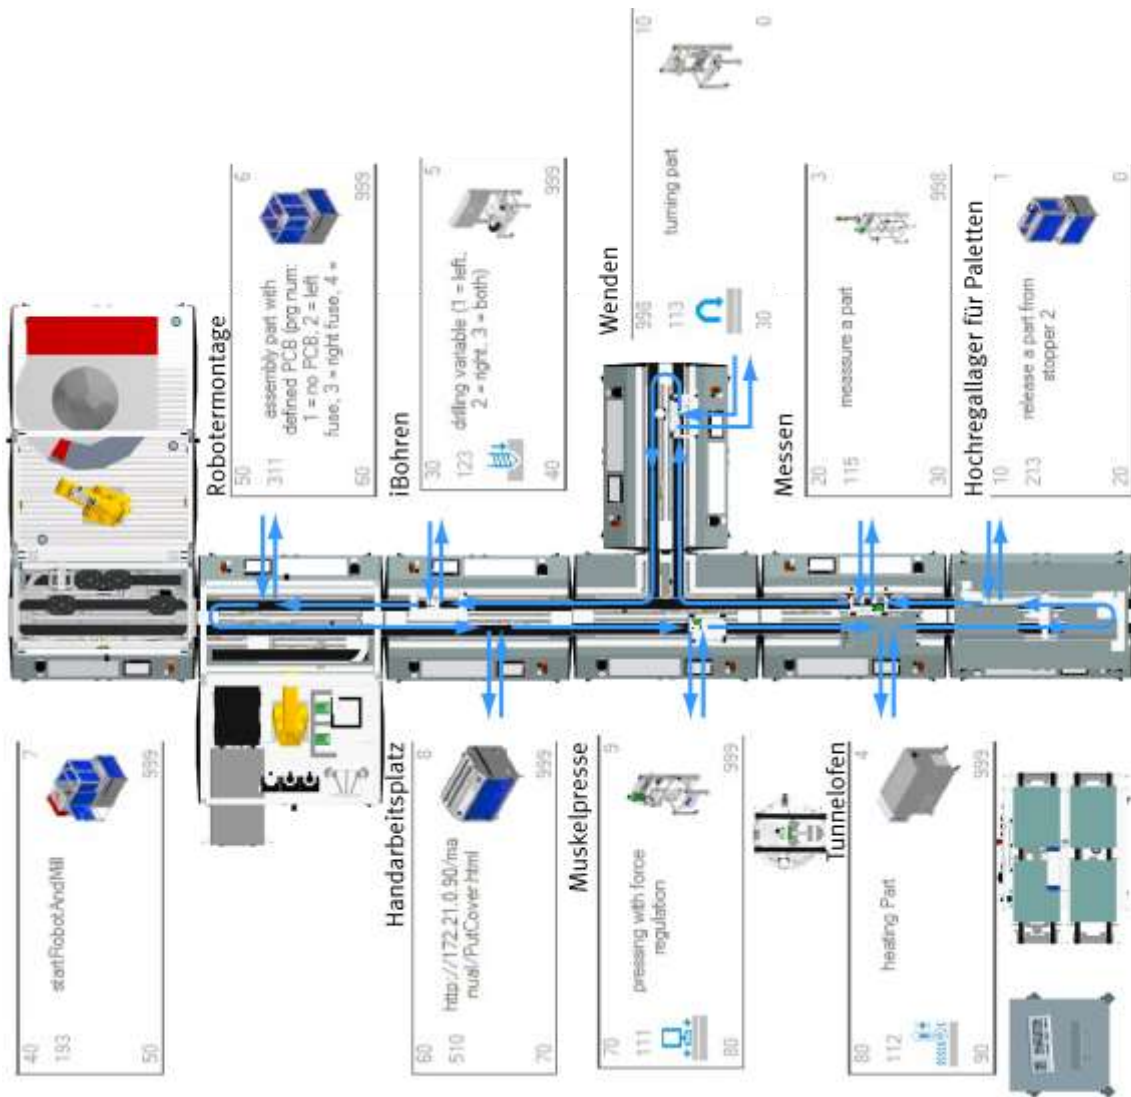 40
7
193
startRobotAndMill
50
999
Robotermontage
50
6
311
assembly part with
defined PCB (prg num:
1 = no PCB, 2 = left
fuse, 3 = right fuse, 4 =
60
999
iBohren
30
5
123
drilling variable (1 = left,
2 = right, 3 = both)
40
999
Handarbeitsplatz
60
8
510
http://172.21.0.90/ma
nual/PutCover.html
70
999
Wenden
996
10
113
turning part
30
0
Muskelpresse
70
9
111
pressing with force
regulation
80
999
Messen
20
3
115
meassure a part
30
998
Tunnelofen
80
4
112
heating Part
90
999
Hochregallager für Paletten
10
1
213
release a part from
stopper 2
20
0